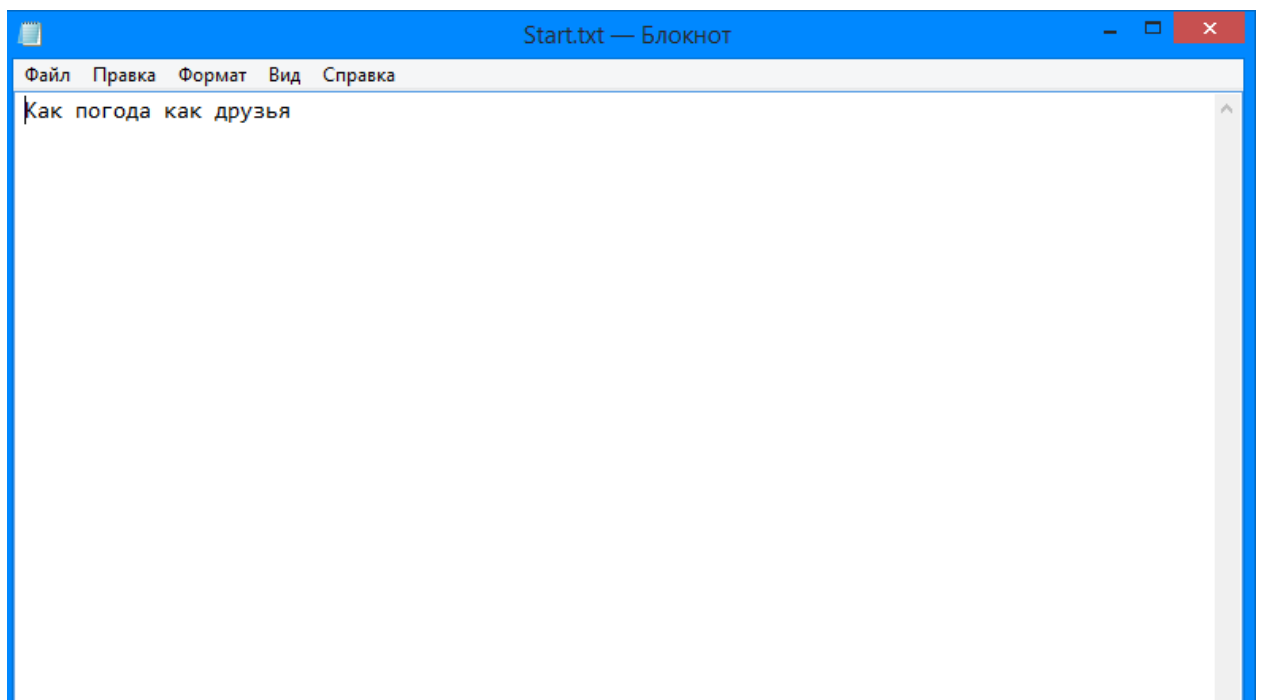 Start.txt — Блокнот
Файл Правка Формат Вид Справка
Как погода как друзья